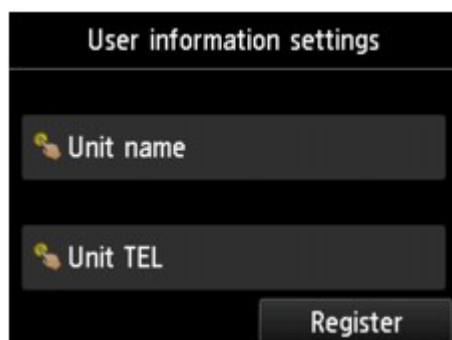 User information settings
Unit name
Unit TEL
Register